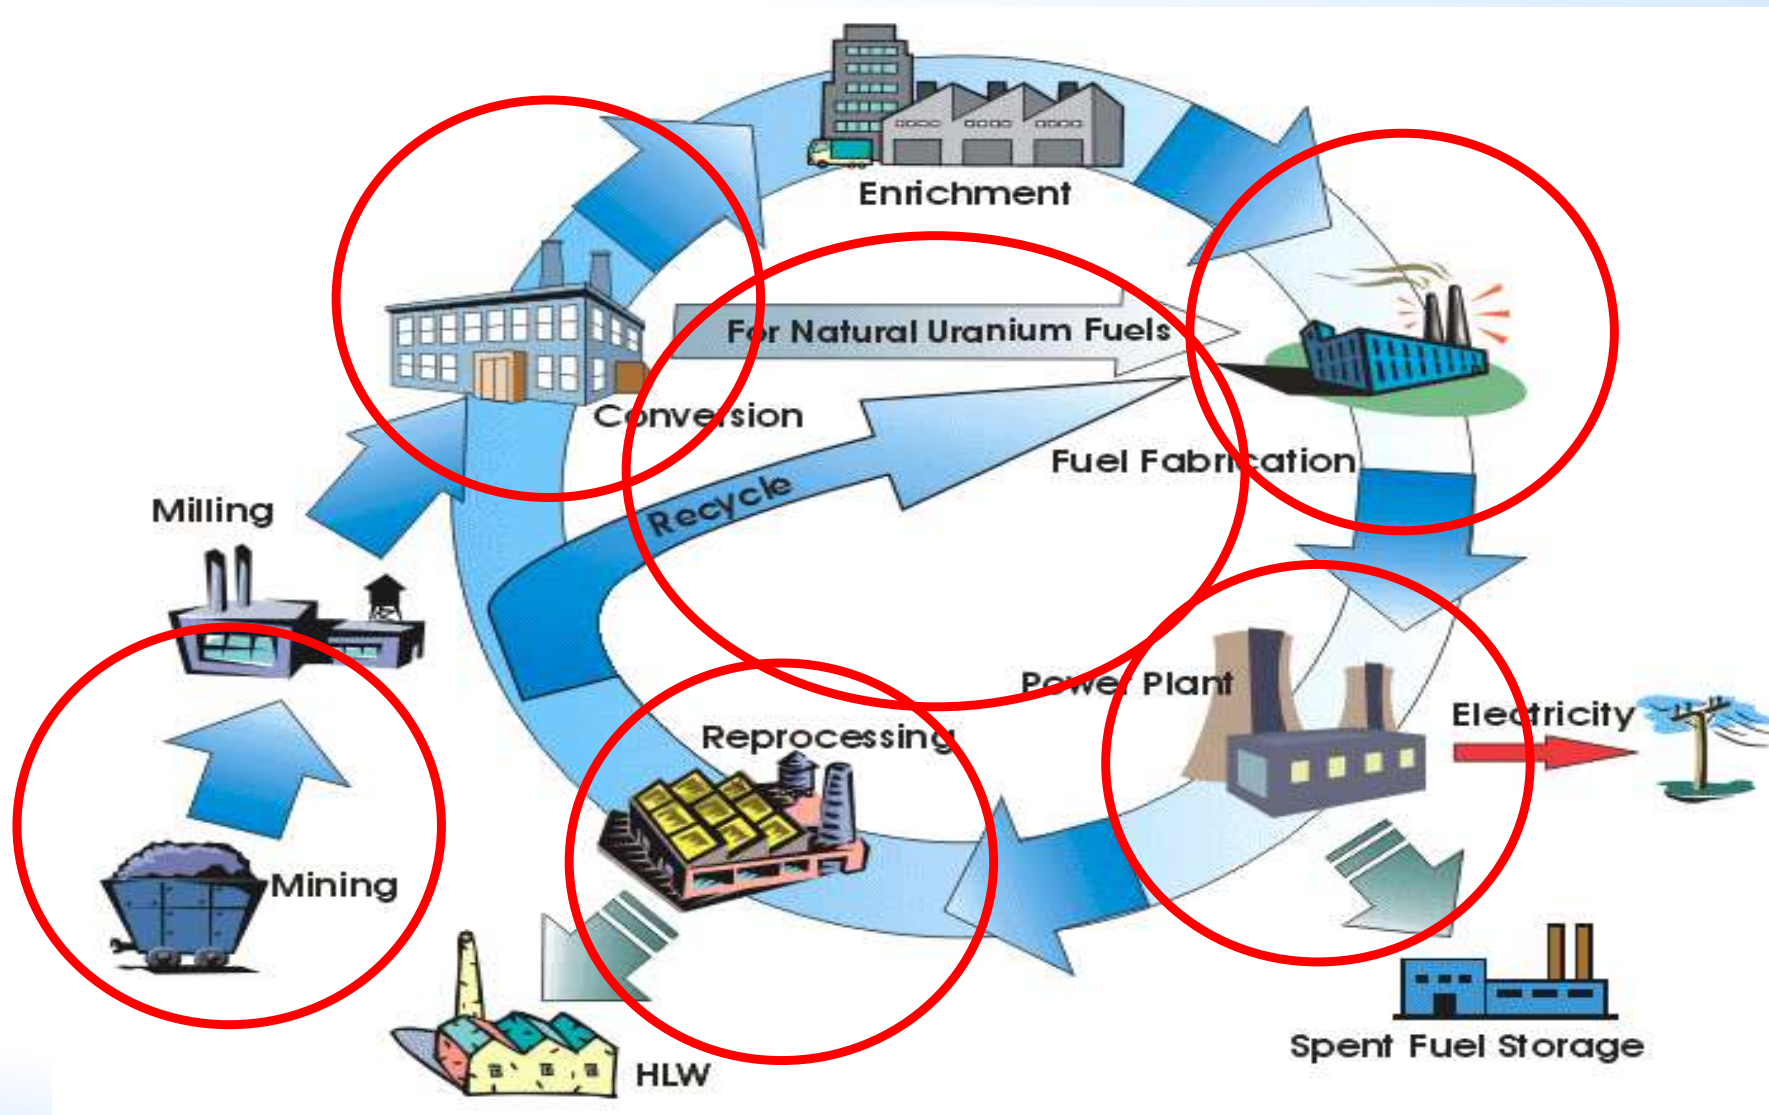 Enrichment
For Natural Uranium Fuels
Conversion
Fuel Fabrication
Recycle
Milling
Power Plant
Electricity
Reprocessing
Mining
Spent Fuel Storage
HLW